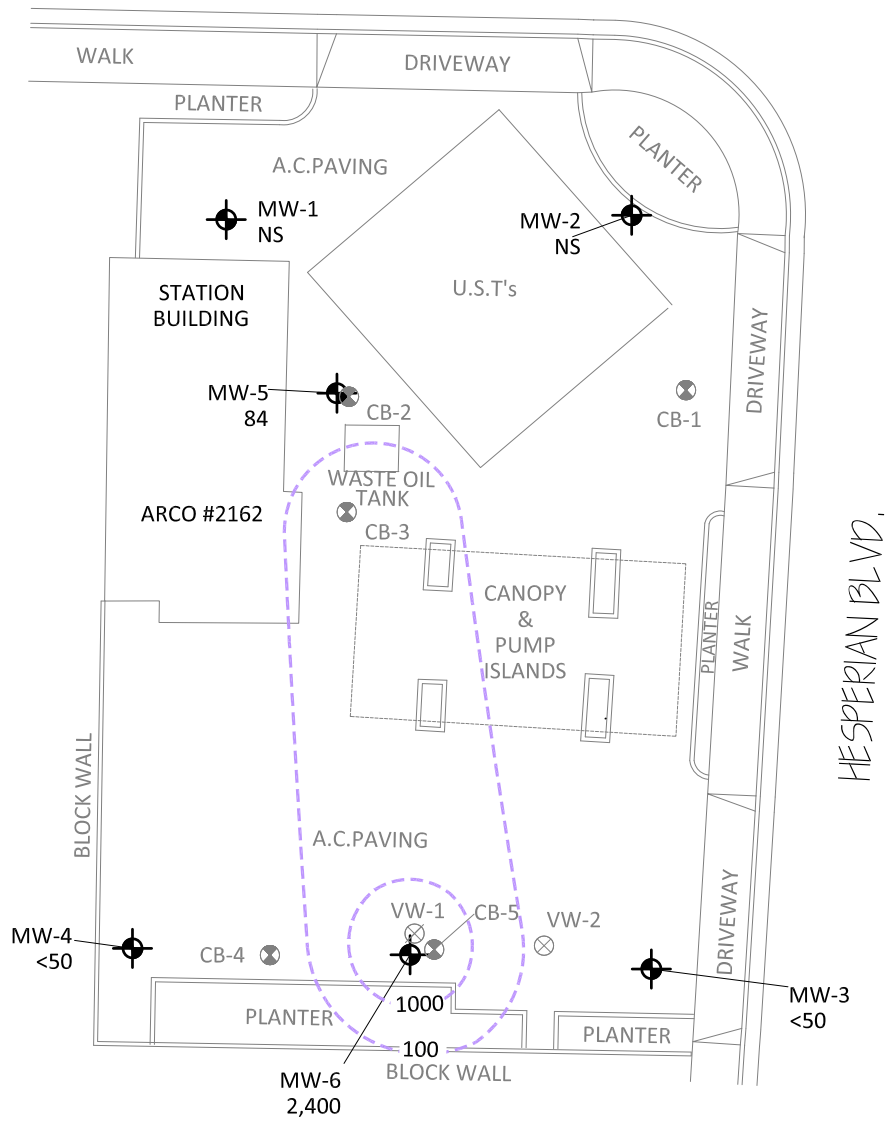 WALK
DRIVEWAY
PLANTER
PLANTER
A.C.PAVING
MW-1
NS
MW-2
NS
U.S.T's
STATION
BUILDING
DRIVEWAY
MW-5
84
CB-2
CB-1
WASTE OIL
TANK
ARCO #2162
CB-3
HESPERIAN BLVD.
CANOPY
&
PUMP
ISLANDS
PLANTER
WALK
BLOCK WALL
A.C.PAVING
DRIVEWAY
VW-1
CB-5
VW-2
MW-4
<50
CB-4
MW-3
<50
1000
PLANTER
PLANTER
100
BLOCK WALL
MW-6
2,400